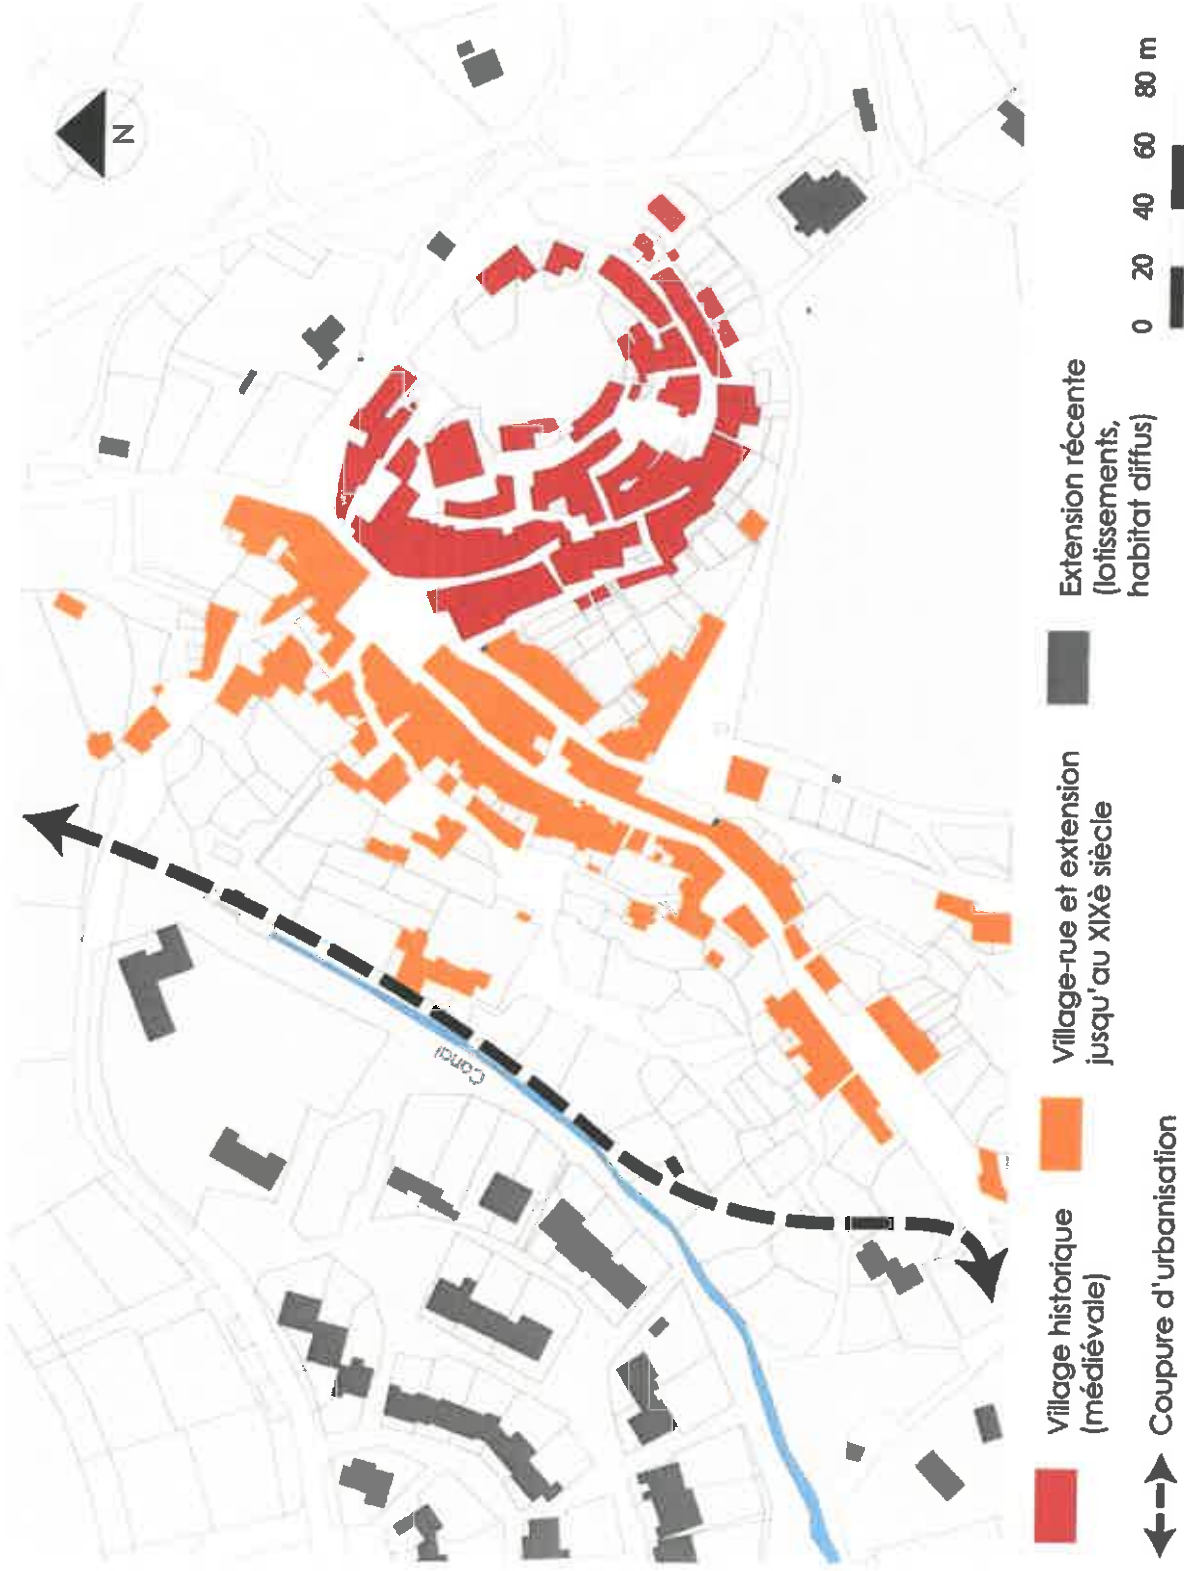 N
Canal
Village historique
(médiévale)
Village-rue et extension
jusqu'au XIXè siècle
Extension récente
(lotissements,
habitat diffus)
Coupure d'urbanisation
0 20 40 60 80 m